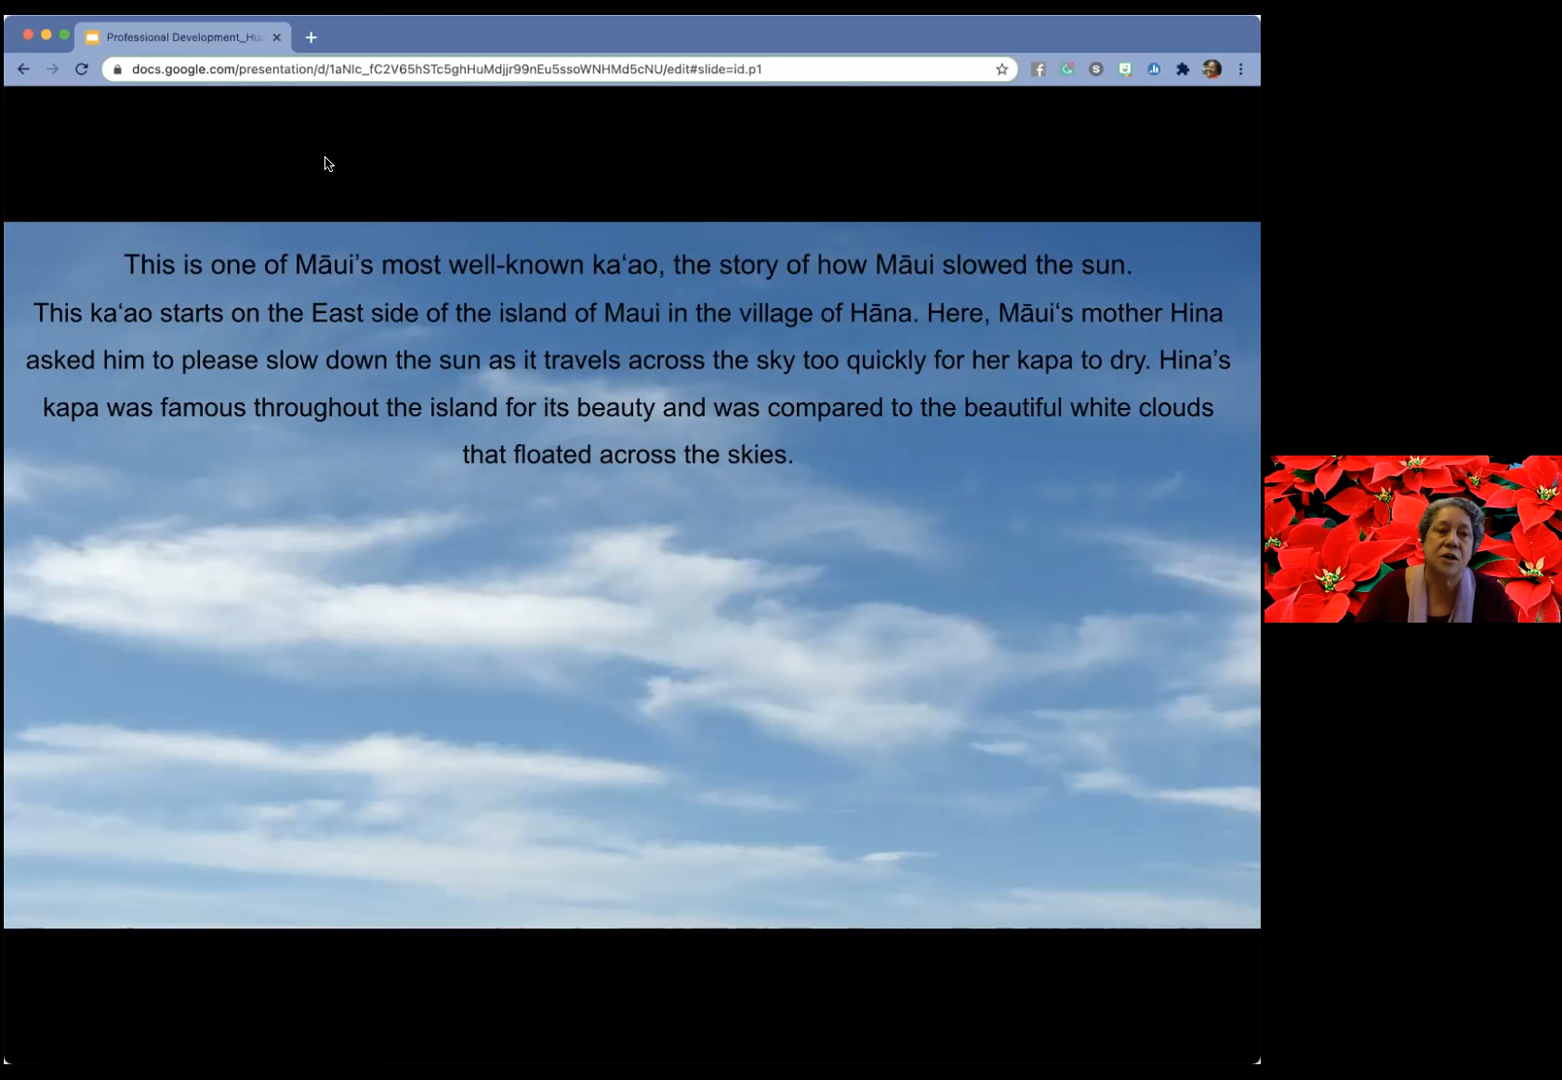 Professional Development_Hu
docs.google.com/presentation/d/1aNlc_fC2V65hSTc5ghHuMdjjr99nEu5ssoWNHMd5cNU/edit#slide=id.p1
This is one of Māui’s most well-known ka‘ao, the story of how Māui slowed the sun.
This ka‘ao starts on the East side of the island of Maui in the village of Hāna. Here, Māui‘s mother Hina
asked him to please slow down the sun as it travels across the sky too quickly for her kapa to dry. Hina’s
kapa was famous throughout the island for its beauty and was compared to the beautiful white clouds
that floated across the skies.